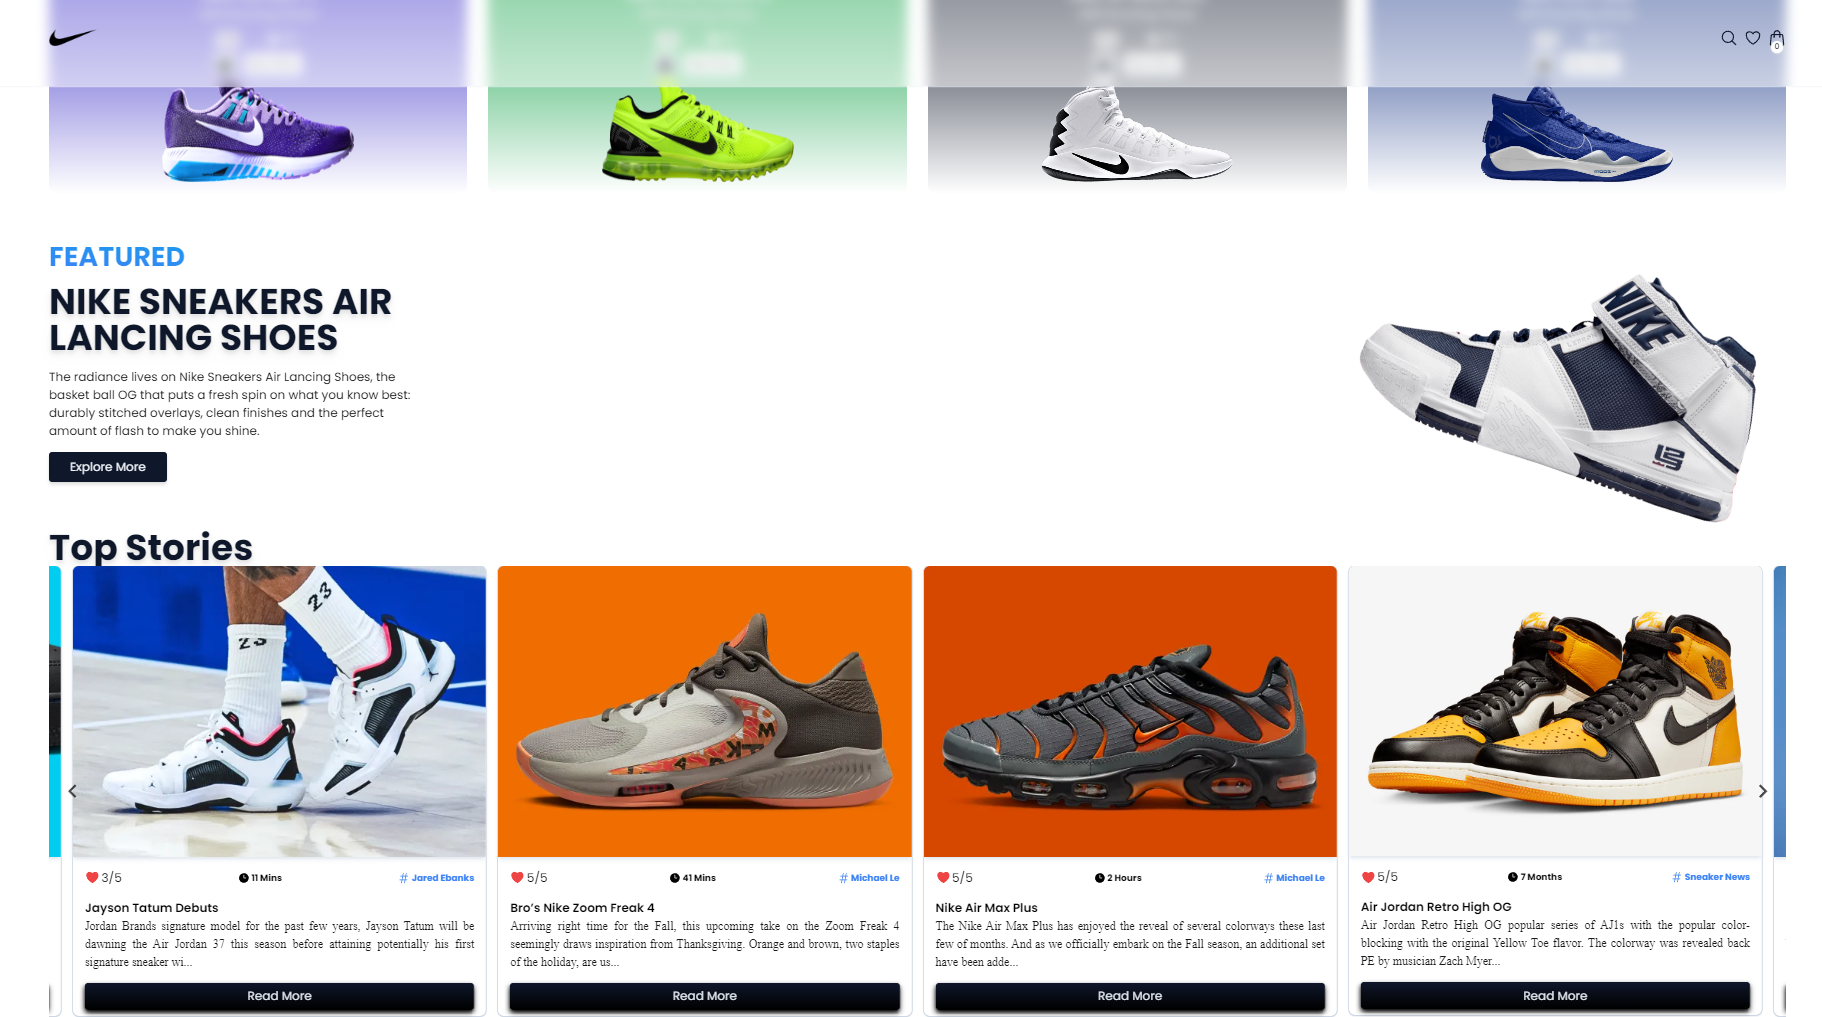 0
FEATURED
NIKE SNEAKERS AIR
LANCING SHOES
The radiance lives on Nike Sneakers Air Lancing Shoes, the
basket ball OG that puts a fresh spin on what you know best:
durably stitched overlays, clean finishes and the perfect
amount of flash to make you shine.
Explore More
NIKE
Top Stories
23
23
3/5
11 Mins
# Jared Ebanks
Jayson Tatum Debuts
Jordan Brands signature model for the past few years, Jayson Tatum will be
dawning the Air Jordan 37 this season before attaining potentially his first
signature sneaker wi...
Read More
5/5
41 Mins
# Michael Le
Bro’s Nike Zoom Freak 4
Arriving right time for the Fall, this upcoming take on the Zoom Freak 4
seemingly draws inspiration from Thanksgiving. Orange and brown, two staples
of the holiday, are us...
Read More
5/5
2 Hours
# Michael Le
Nike Air Max Plus
The Nike Air Max Plus has enjoyed the reveal of several colorways these last
few of months. And as we officially embark on the Fall season, an additional set
have been adde...
Read More
5/5
7 Months
# Sneaker News
Air Jordan Retro High OG
Air Jordan Retro High OG popular series of AJ1s with the popular color-
blocking with the original Yellow Toe flavor. The colorway was revealed back
PE by musician Zach Myer...
Read More